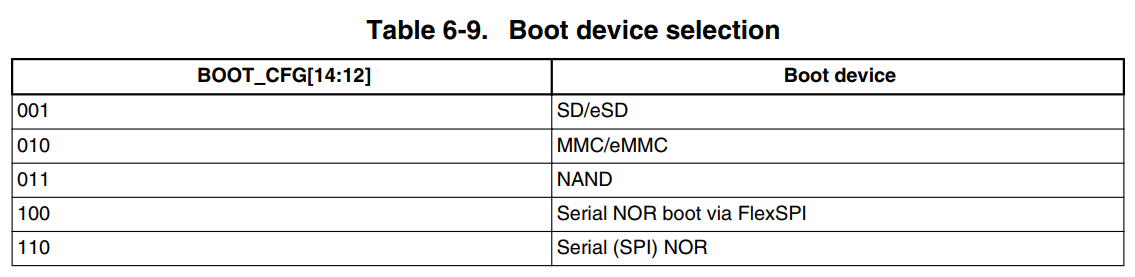 Table 6-9. Boot device selection
BOOT_CFG[14:12] Boot device
001 SD/eSD
010 MMC/eMMC
011 NAND
100 Serial NOR boot via FlexSPI
110 Serial (SPI) NOR